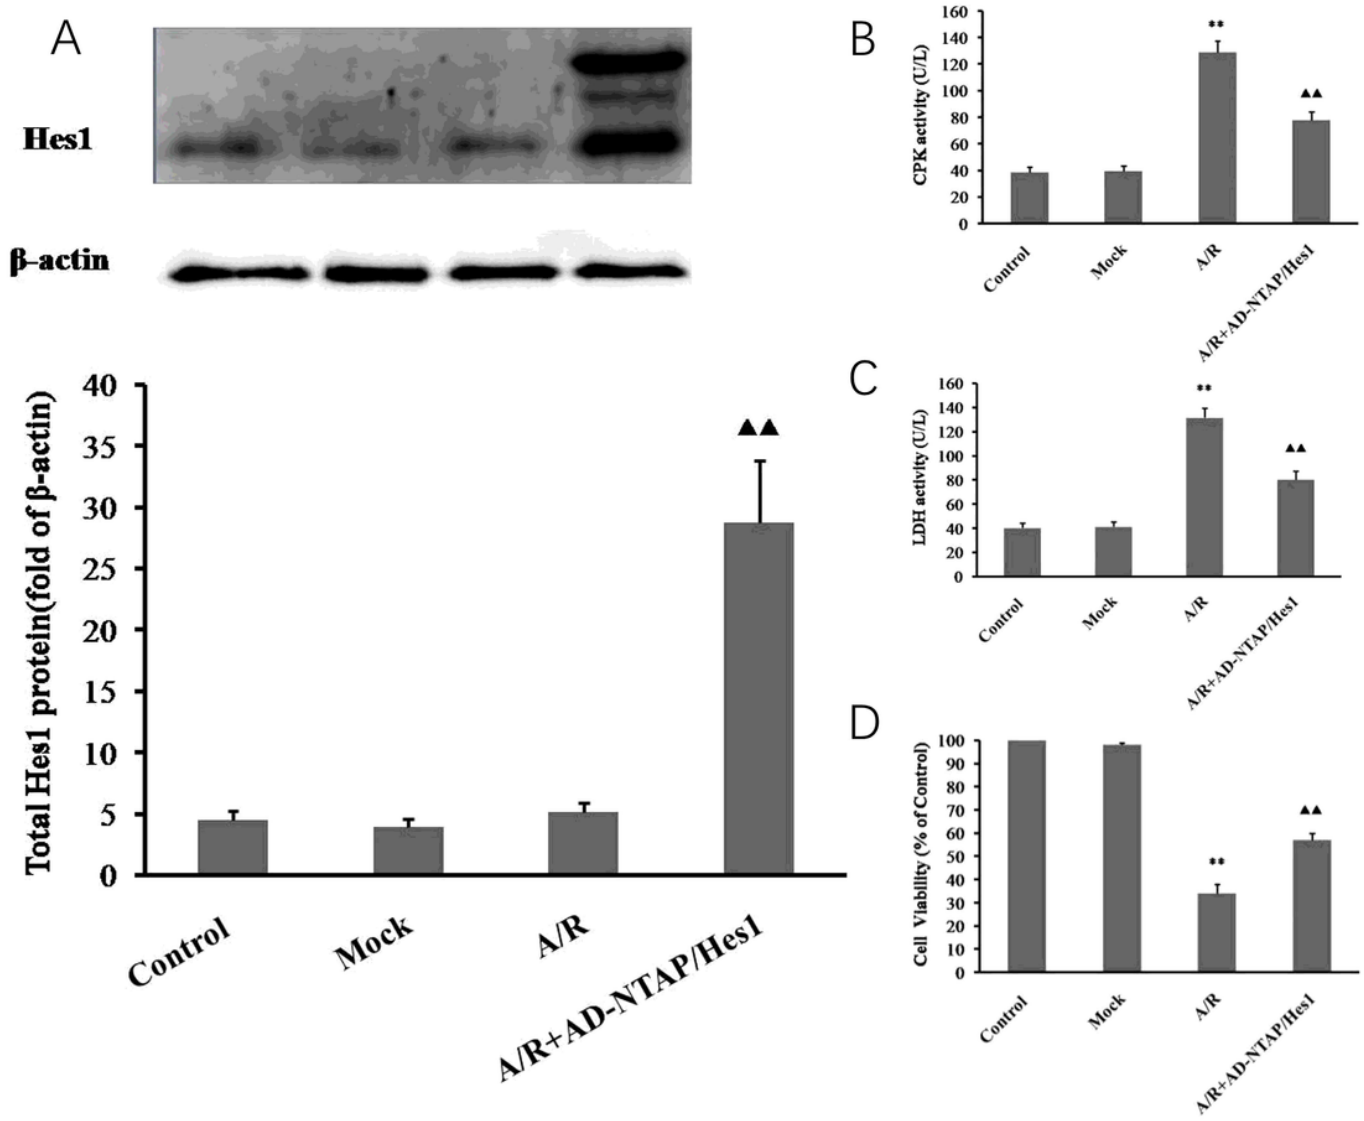 A
Hes1
β-actin
Total Hes1 protein(fold of β-actin)
40
35
30
25
20
15
10
5
0
▲▲
Control
Mock
A/R
A/R+AD-NTAP/Hes1
B
CPK activity (U/L)
160
140
120
100
80
60
40
20
0
**
▲▲
Control
Mock
A/R
A/R+AD-NTAP/Hes1
C
LDH activity (U/L)
160
140
120
100
80
60
40
20
0
**
▲▲
Control
Mock
A/R
A/R+AD-NTAP/Hes1
D
Cell Viability (% of Control)
100
90
80
70
60
50
40
30
20
10
0
**
▲▲
Control
Mock
A/R
A/R+AD-NTAP/Hes1